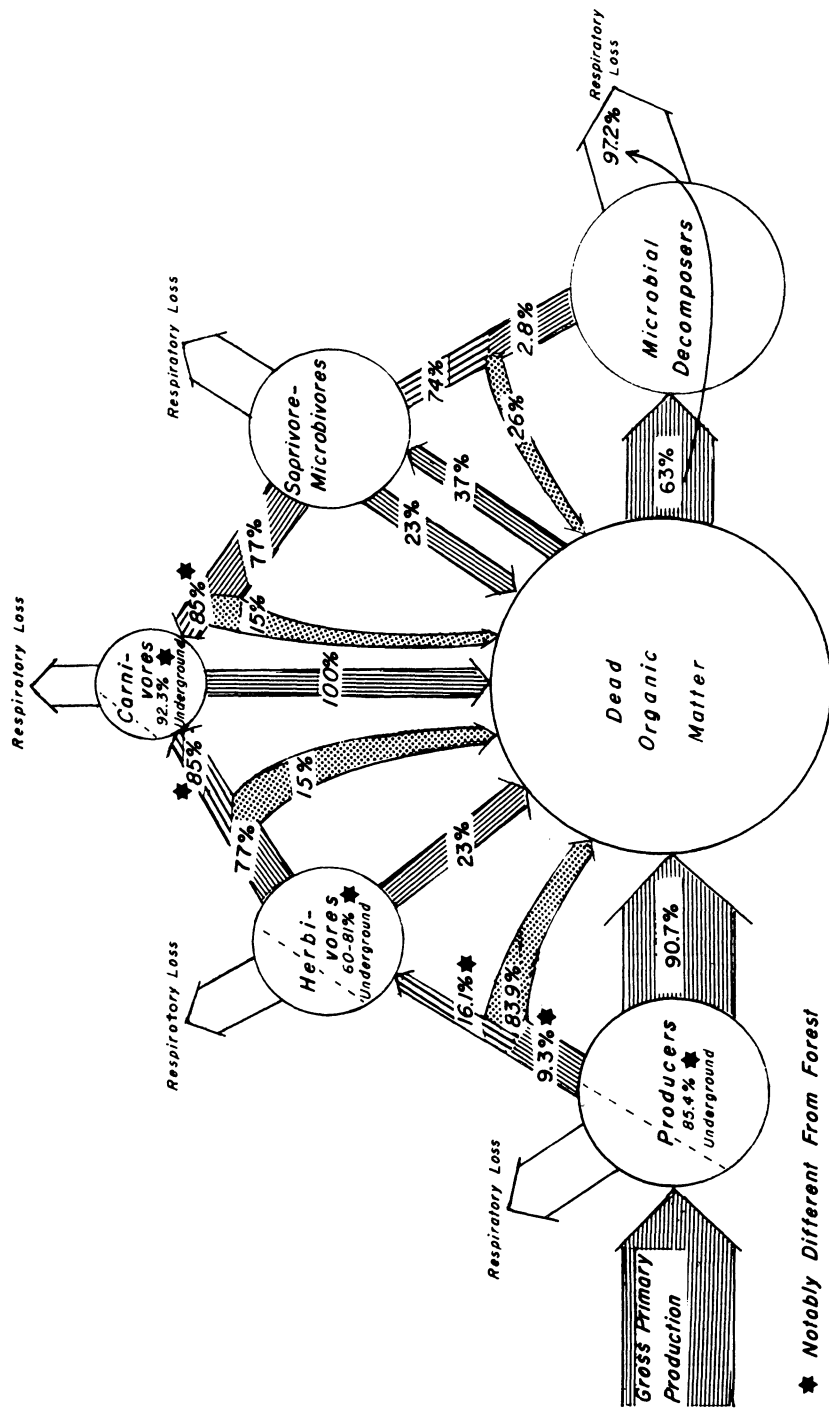 Respiratory Loss
Carni-
vores
92.3% ★
Underground
★ 85%
85% ★
77%
15%
100%
15%
77%
Respiratory Loss
Herbi-
vores
60-81% ★
Underground
23%
Respiratory Loss
Saprivore-
Microbivores
23%
37%
74%
26%
2.8%
Respiratory Loss
Producers
85.4% ★
Underground
16.1% ★
83.9%
9.3% ★
90.7%
Gross Primary
Production
Dead
Organic
Matter
63%
Microbial
Decomposers
97.2%
Respiratory
Loss
★ Notably Different From Forest